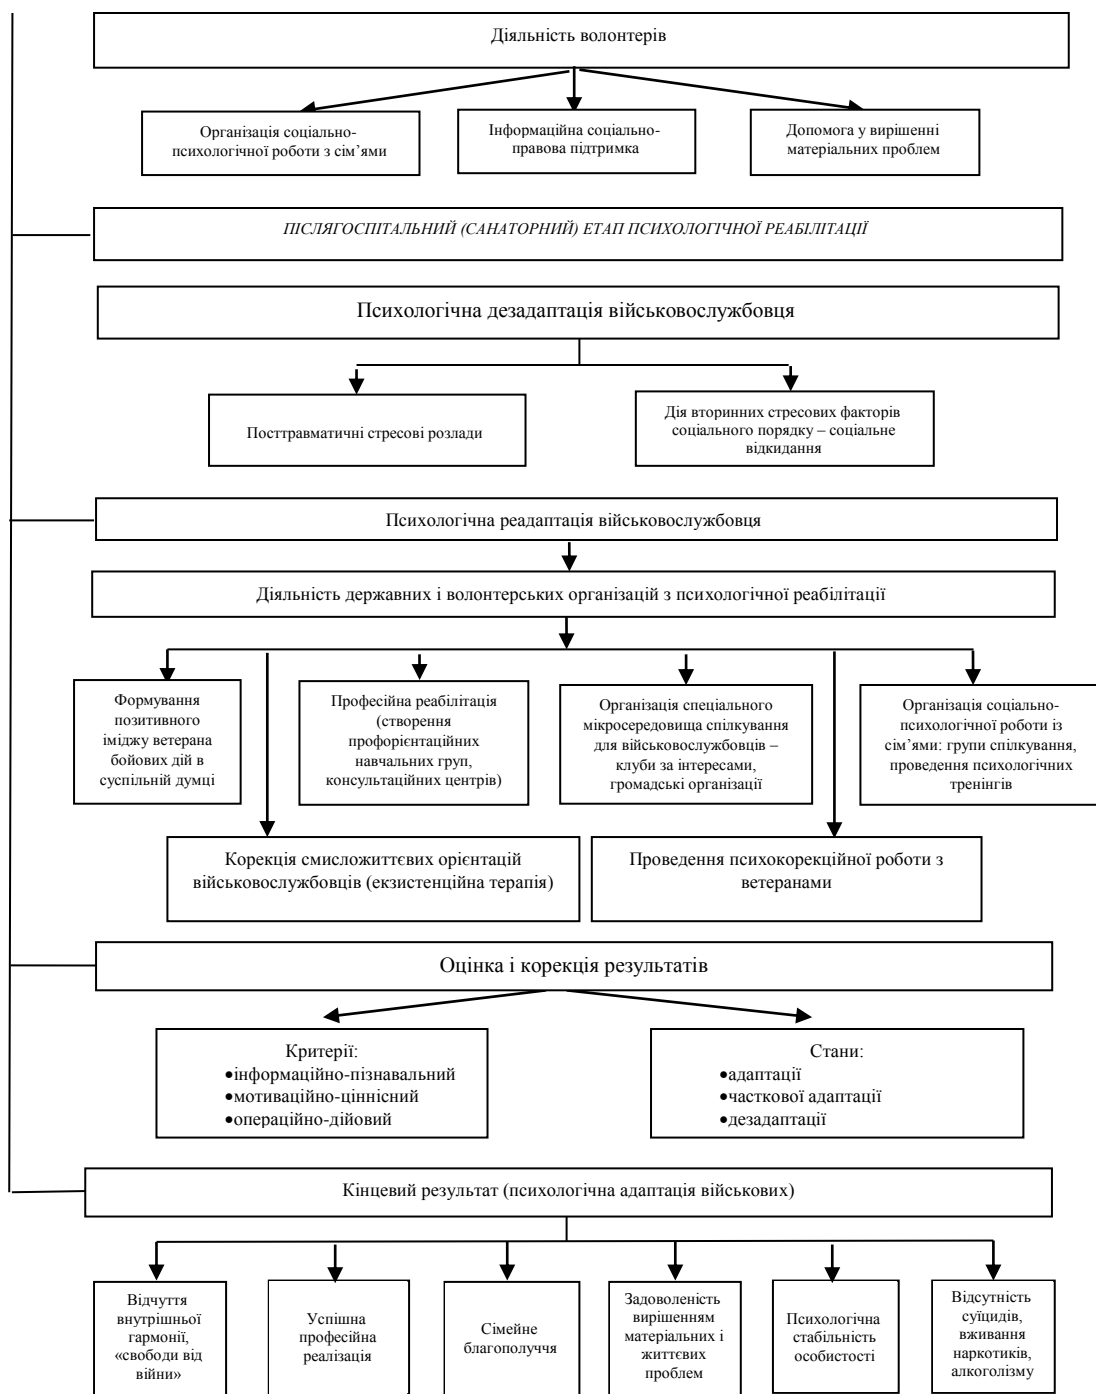 Діяльність волонтерів
Організація соціально-
психологічної роботи з сім’ями
Інформаційна соціально-
правова підтримка
Допомога у вирішенні
матеріальних проблем
ПІСЛЯГОСПІТАЛЬНИЙ (САНАТОРНИЙ) ЕТАП ПСИХОЛОГІЧНОЇ РЕАБІЛІТАЦІЇ
Психологічна дезадаптація військовослужбовця
Посттравматичні стресові розлади
Дія вторинних стресових факторів
соціального порядку – соціальне
відкидання
Психологічна реадаптація військовослужбовця
Діяльність державних і волонтерських організацій з психологічної реабілітації
Формування
позитивного
іміджу ветерана
бойових дій в
суспільній думці
Професійна реабілітація
(створення
профорієнтаційних
навчальних груп,
консультаційних центрів)
Організація спеціального
мікросередовища спілкування
для військовослужбовців –
клуби за інтересами,
громадські організації
Організація соціально-
психологічної роботи із
сім’ями: групи спілкування,
проведення психологічних
тренінгів
Корекція смисложиттєвих орієнтацій
військовослужбовців (екзистенційна терапія)
Проведення психокорекційної роботи з
ветеранами
Оцінка і корекція результатів
Критерії:
•інформаційно-пізнавальний
•мотиваційно-ціннісний
•операційно-дійовий
Стани:
•адаптації
•часткової адаптації
•дезадаптації
Кінцевий результат (психологічна адаптація військових)
Відчуття
внутрішньої
гармонії,
«свободи від
війни»
Успішна
професійна
реалізація
Сімейне
благополуччя
Задоволеність
вирішенням
матеріальних і
життєвих
проблем
Психологічна
стабільність
особистості
Відсутність
суїцидів,
вживання
наркотиків,
алкоголізму